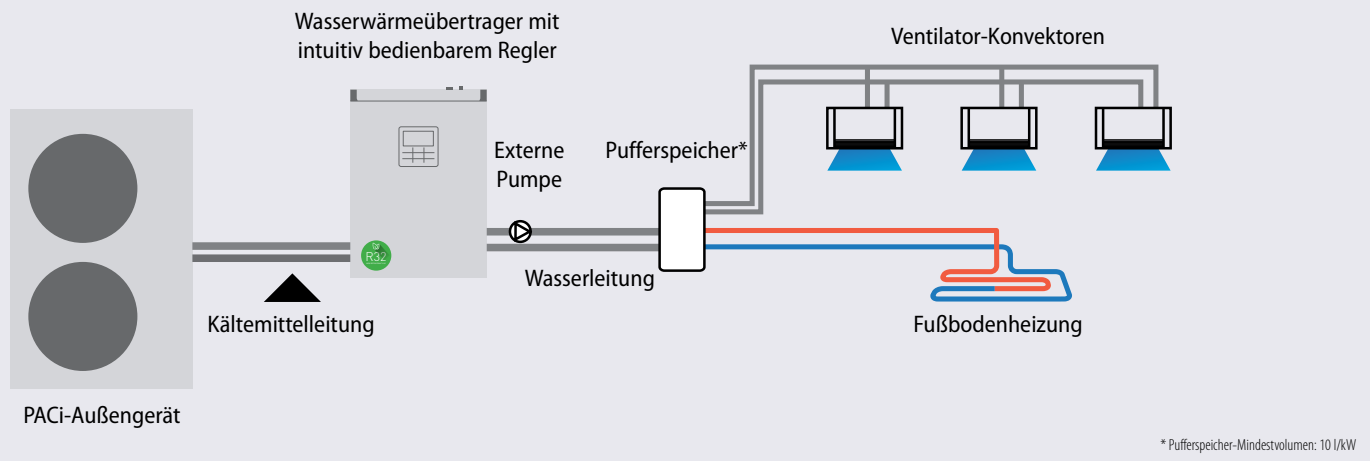 Wasserwärmeübertrager mit
intuitiv bedienbarem Regler
Ventilator-Konvektoren
Externe
Pumpe
Pufferspeicher*
R32
Wasserleitung
Kältemittelleitung
Fußbodenheizung
PACi-Außengerät
* Pufferspeicher-Mindestvolumen: 10 l/kW